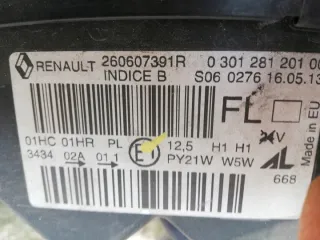 RENAULT 260607391R 0 301 281 201 00
INDICE B S06 0276 16.05.13
FL
Made in EU
01HC 01HR PL E1 12,5 H1 H1 V
3434 02A 01 1 PY21W W5W AL
668